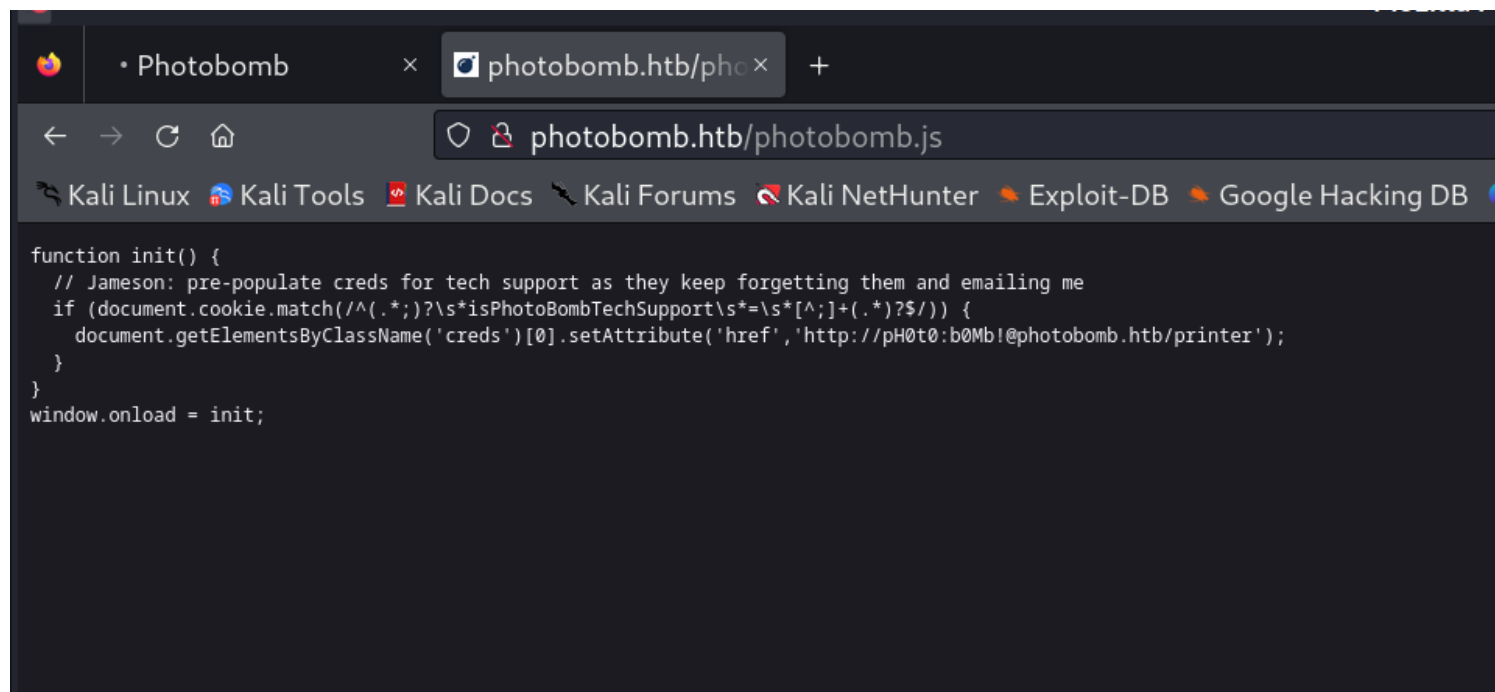 • Photobomb
photobomb.htb/pho
photobomb.htb/photobomb.js
Kali Linux Kali Tools Kali Docs Kali Forums Kali NetHunter Exploit-DB Google Hacking DB
function init() {
  // Jameson: pre-populate creds for tech support as they keep forgetting them and emailing me
  if (document.cookie.match(/^(.*;)?\s*isPhotoBombTechSupport\s*=\s*[^;]+(.*)?$/)) {
    document.getElementsByClassName('creds')[0].setAttribute('href','http://pH0t0:b0Mb!@photobomb.htb/printer');
  }
}
window.onload = init;